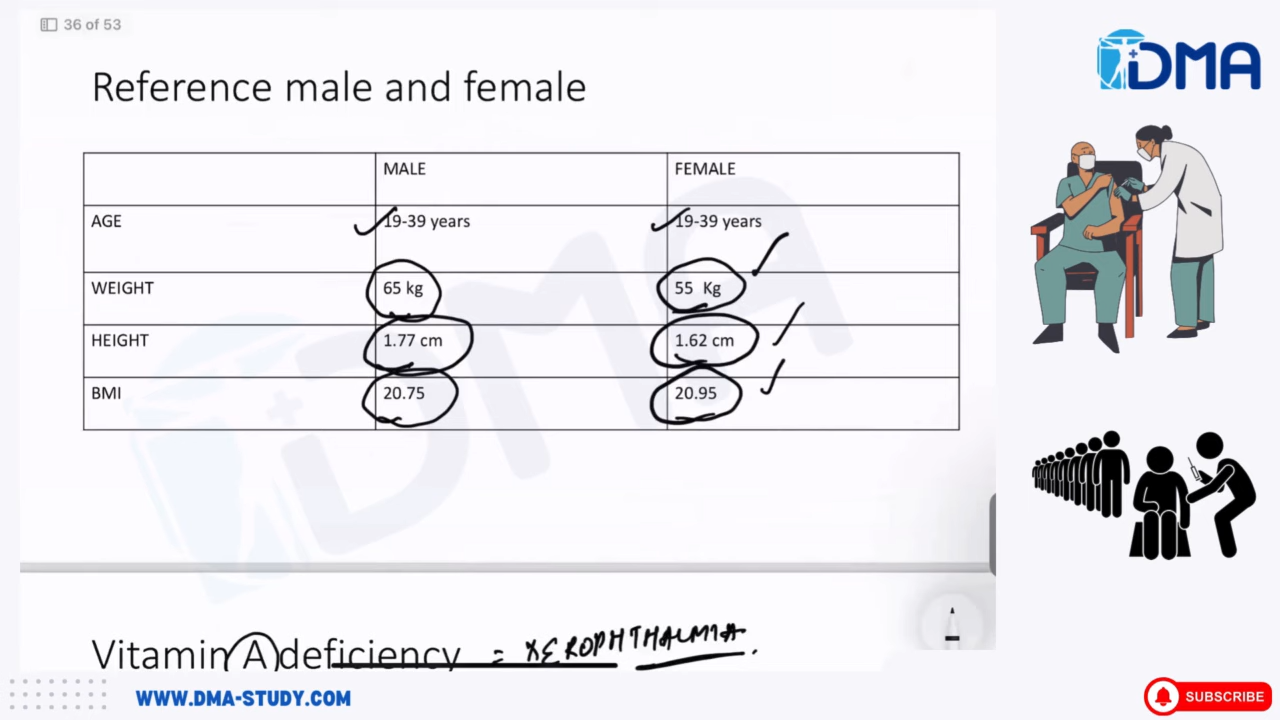 36 of 53
DMA
Reference male and female
MALE FEMALE
AGE 19-39 years 19-39 years
WEIGHT 65 kg 55 Kg
HEIGHT 1.77 cm 1.62 cm
BMI 20.75 20.95
DMA
Vitamin A deficiency = XEROPHTHALMIA.
WWW.DMA-STUDY.COM
SUBSCRIBE